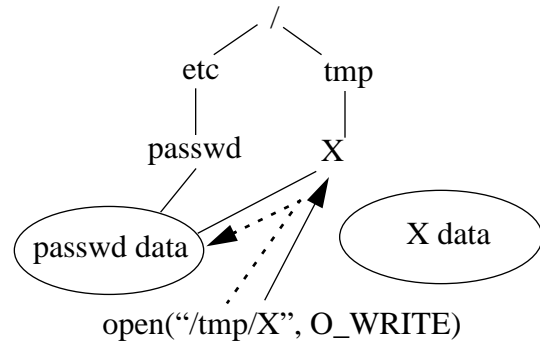 /
etc tmp
passwd X
passwd data X data
open(“/tmp/X”, O_WRITE)